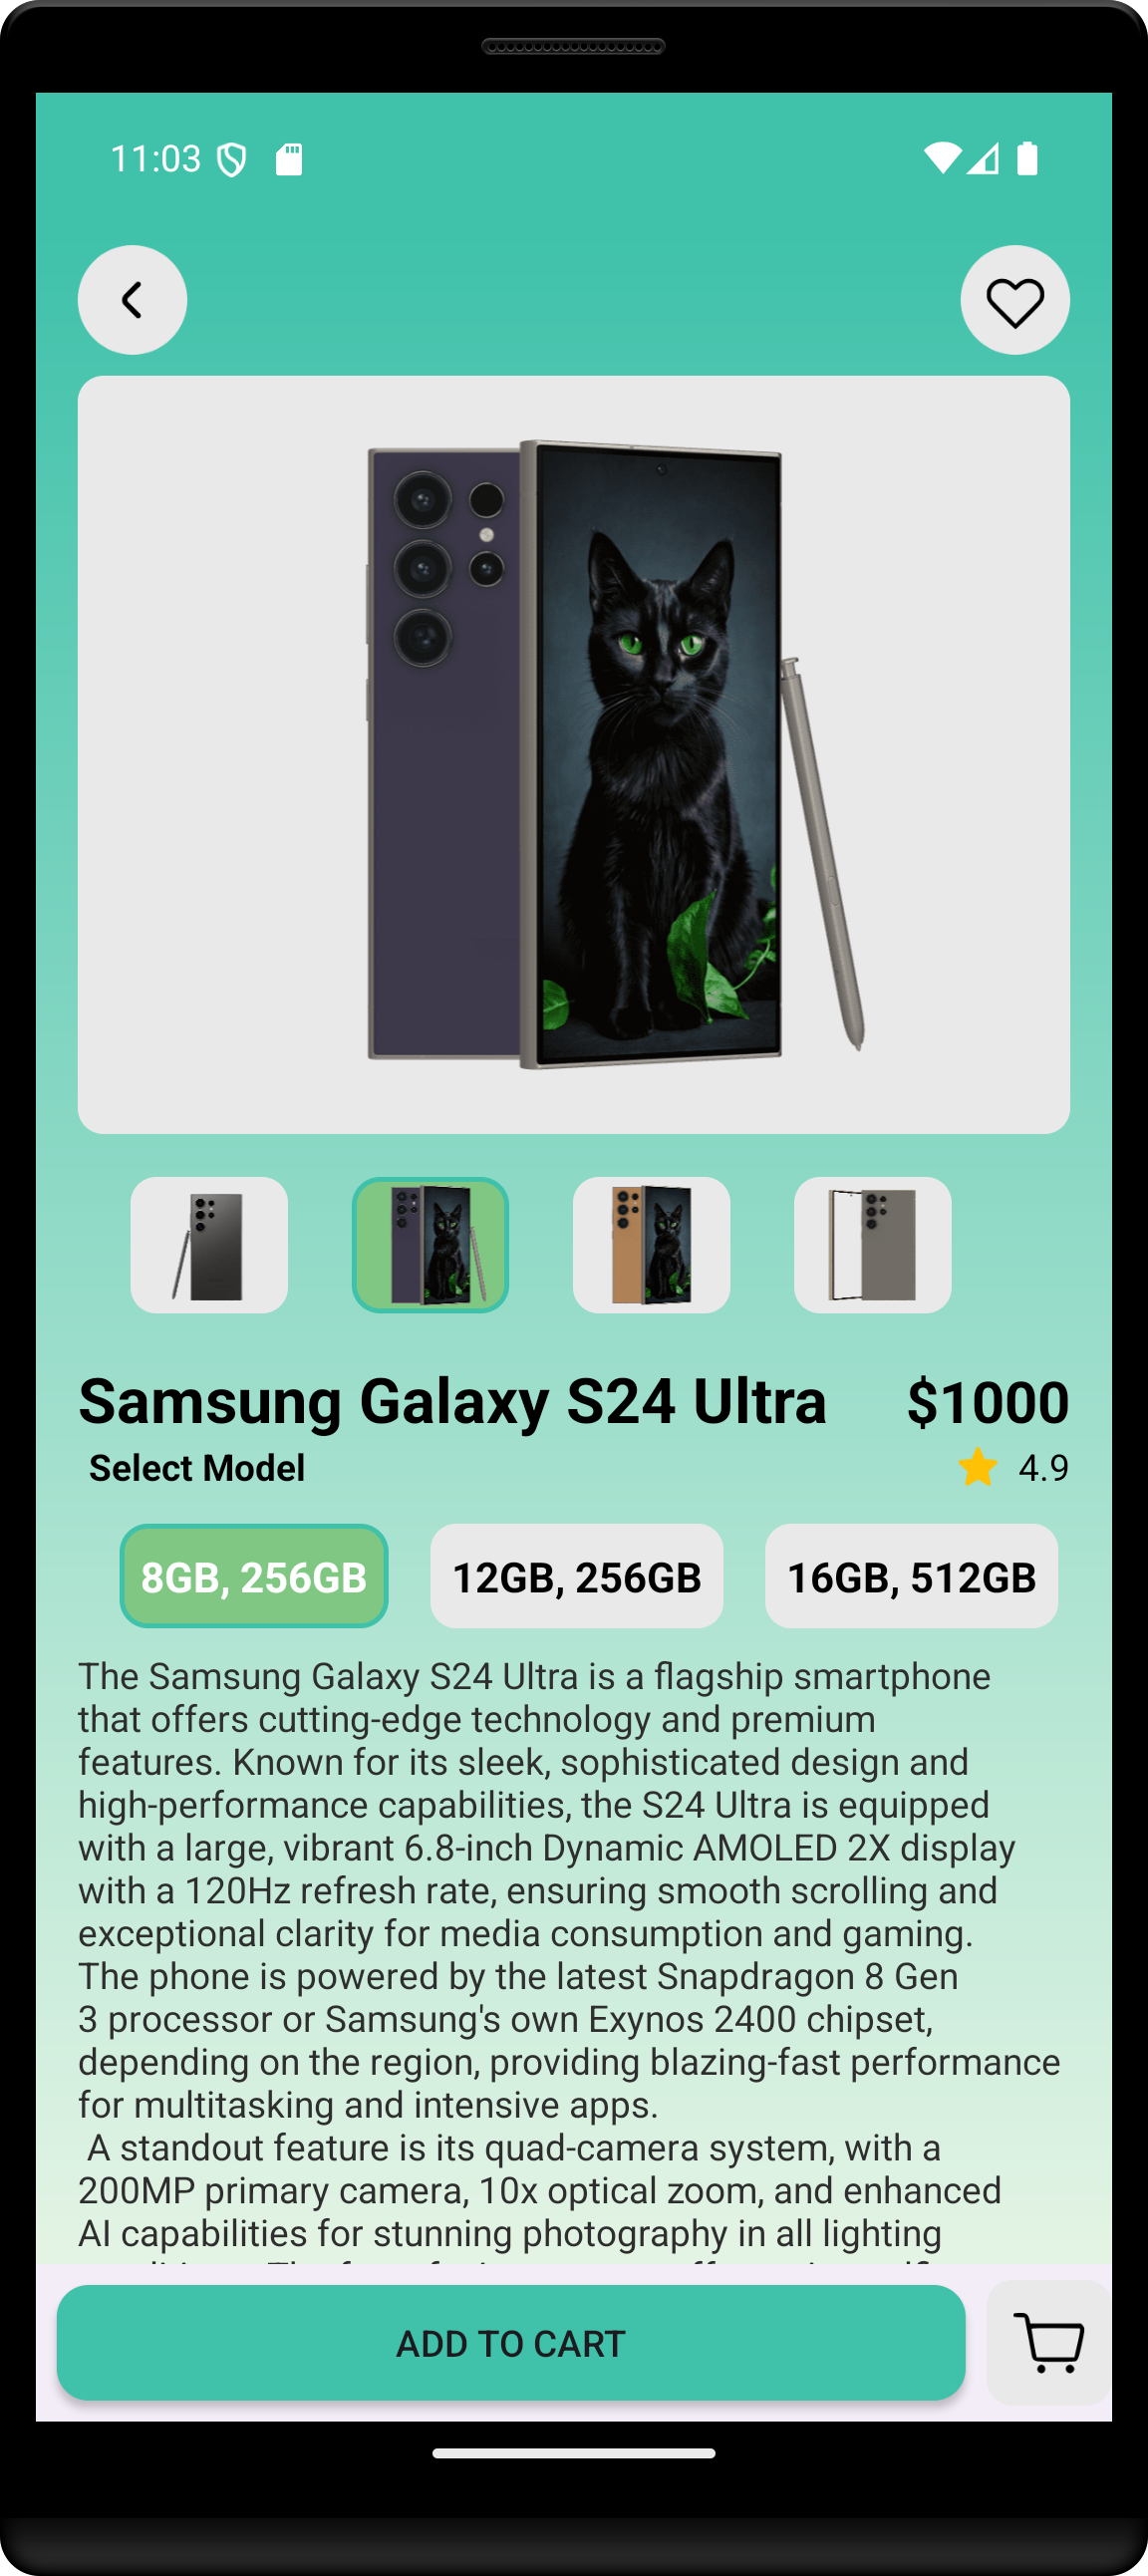 11:03
Samsung Galaxy S24 Ultra $1000
Select Model 4.9
8GB, 256GB 12GB, 256GB 16GB, 512GB
The Samsung Galaxy S24 Ultra is a flagship smartphone
that offers cutting-edge technology and premium
features. Known for its sleek, sophisticated design and
high-performance capabilities, the S24 Ultra is equipped
with a large, vibrant 6.8-inch Dynamic AMOLED 2X display
with a 120Hz refresh rate, ensuring smooth scrolling and
exceptional clarity for media consumption and gaming.
The phone is powered by the latest Snapdragon 8 Gen
3 processor or Samsung's own Exynos 2400 chipset,
depending on the region, providing blazing-fast performance
for multitasking and intensive apps.
A standout feature is its quad-camera system, with a
200MP primary camera, 10x optical zoom, and enhanced
AI capabilities for stunning photography in all lighting
ADD TO CART